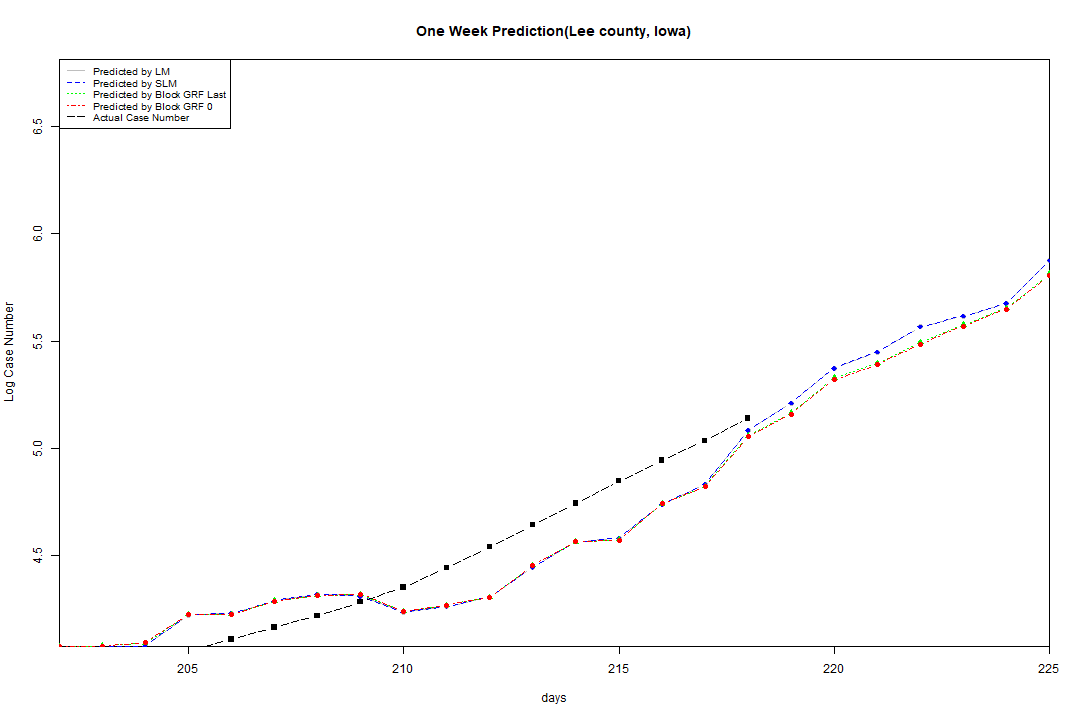 One Week Prediction(Lee county, Iowa)
Predicted by LM
Predicted by SLM
Predicted by Block GRF Last
Predicted by Block GRF 0
Actual Case Number
6.5
6.0
5.5
5.0
4.5
Log Case Number
205 210 215 220 225
days